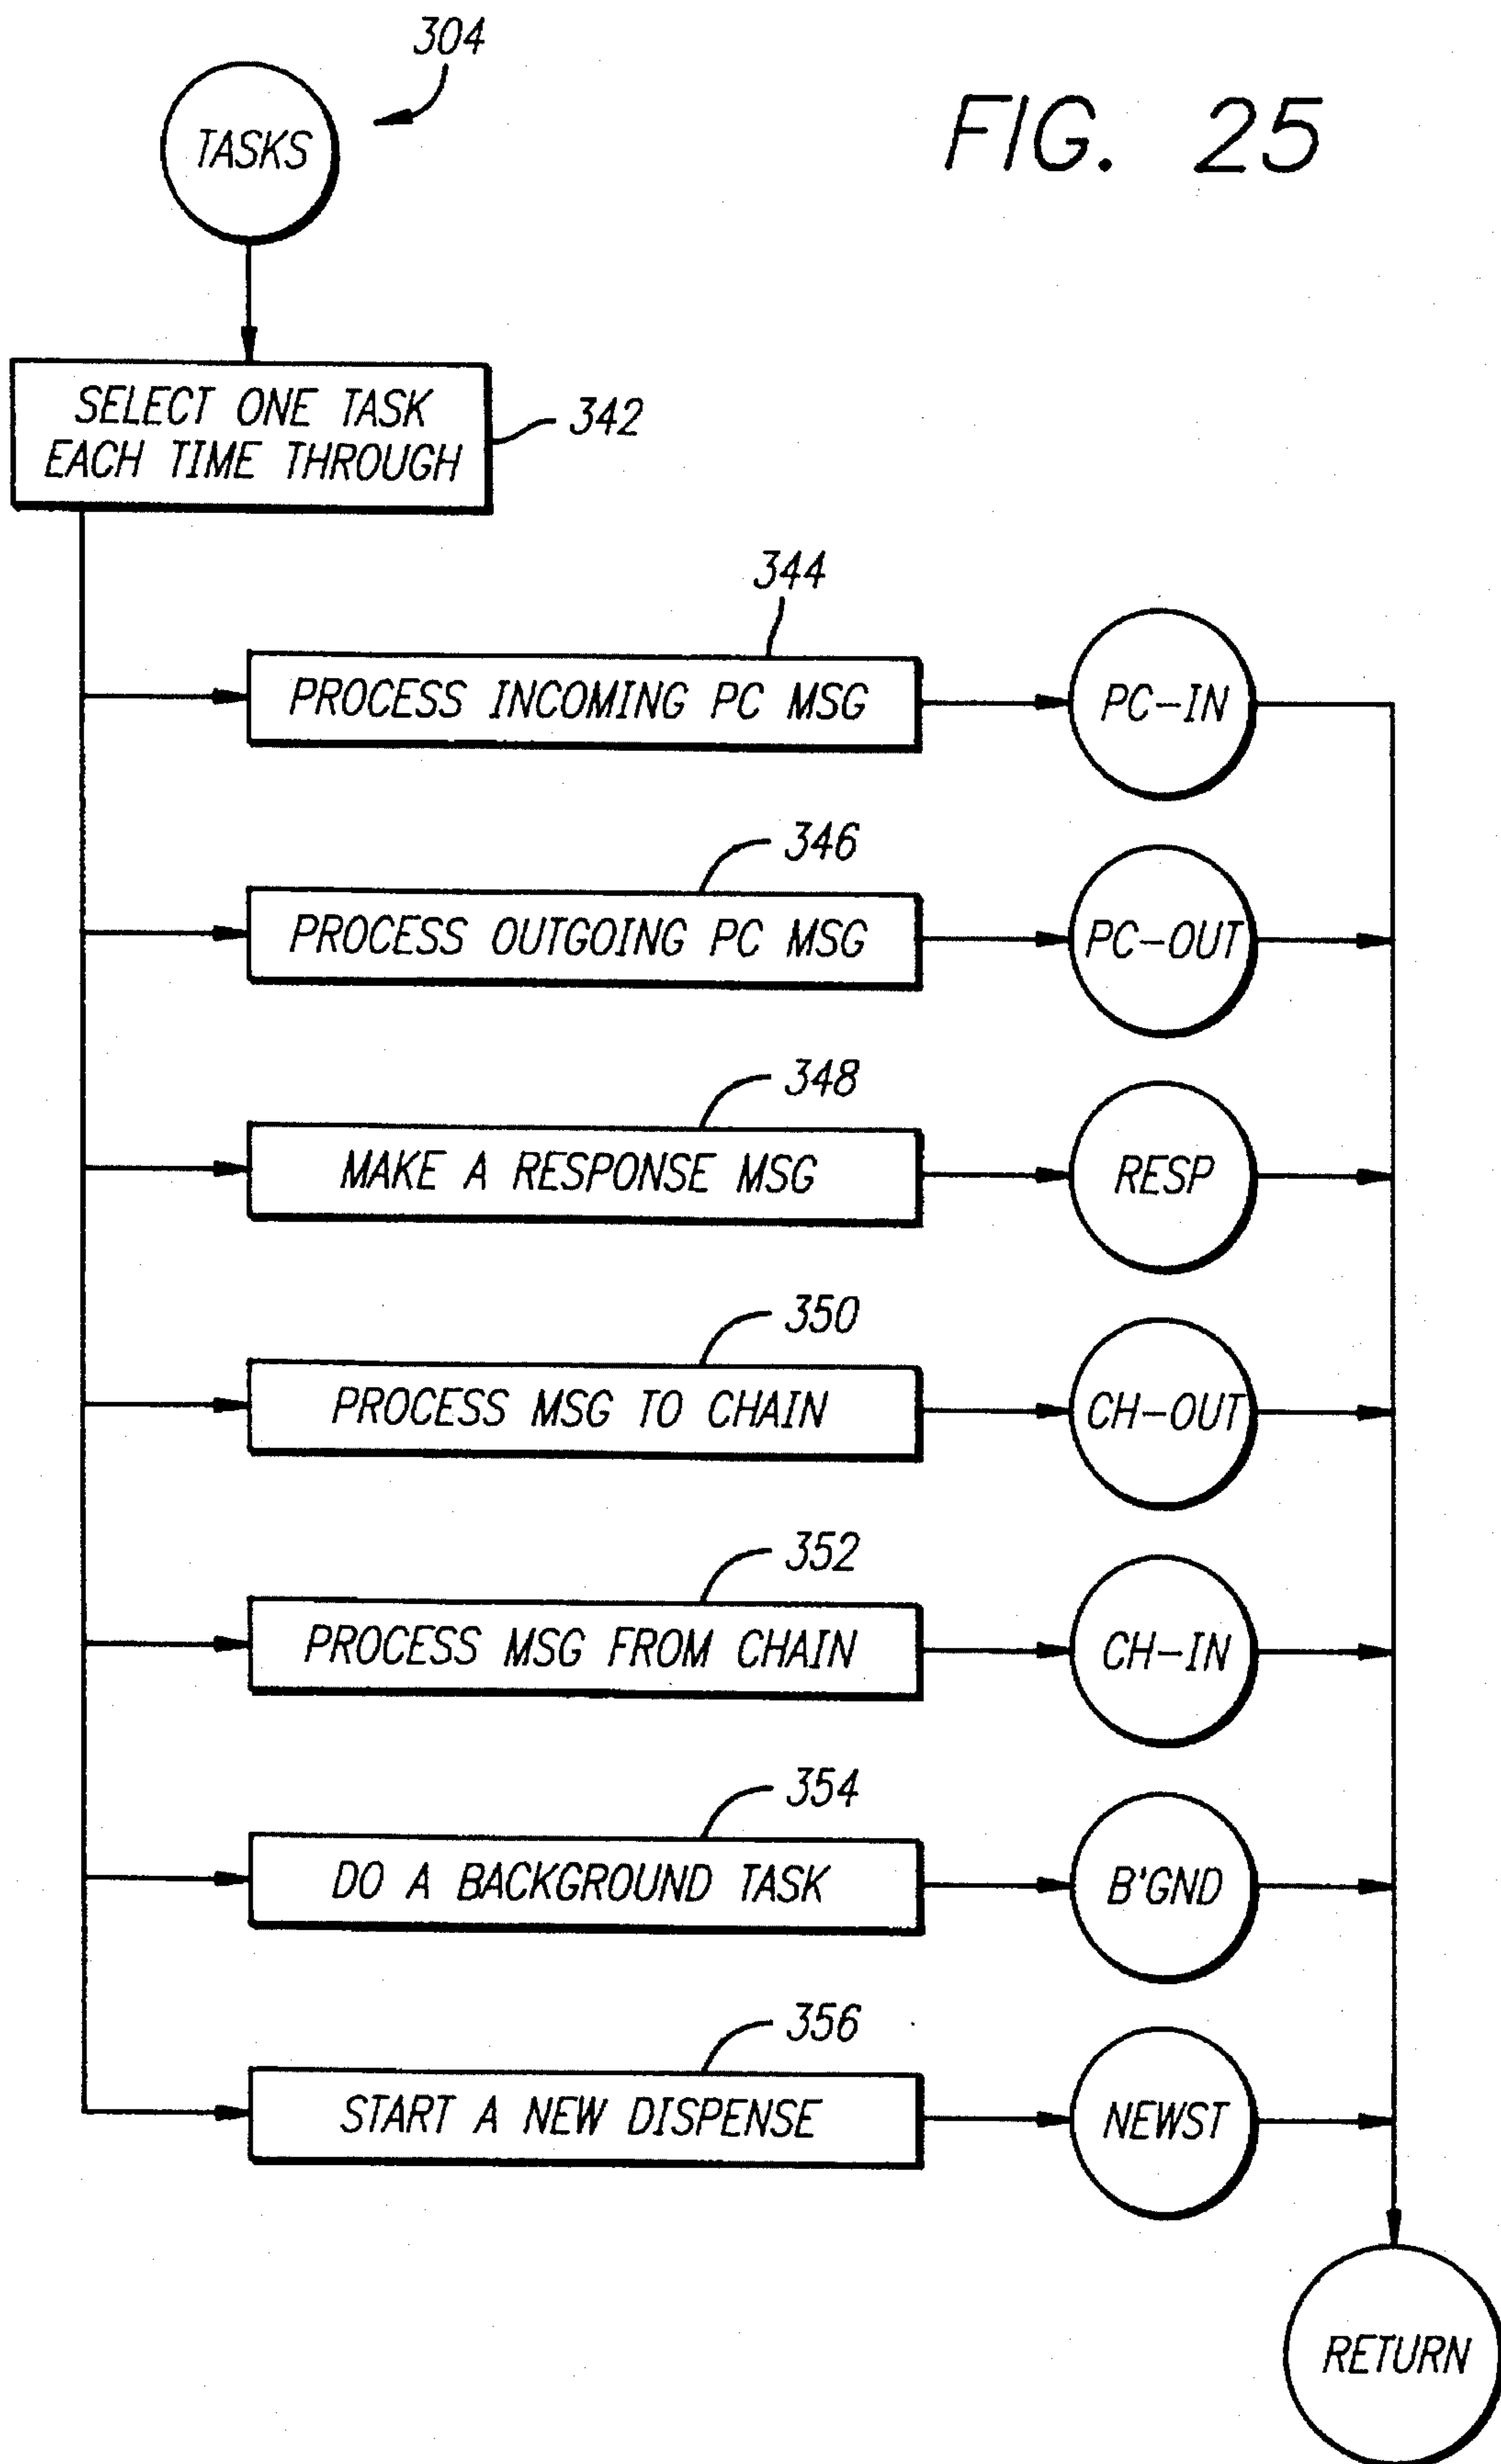 304
TASKS
FIG. 25
SELECT ONE TASK
EACH TIME THROUGH
342
344
PROCESS INCOMING PC MSG
PC-IN
346
PROCESS OUTGOING PC MSG
PC-OUT
348
MAKE A RESPONSE MSG
RESP
350
PROCESS MSG TO CHAIN
CH-OUT
352
PROCESS MSG FROM CHAIN
CH-IN
354
DO A BACKGROUND TASK
B'GND
356
START A NEW DISPENSE
NEWST
RETURN